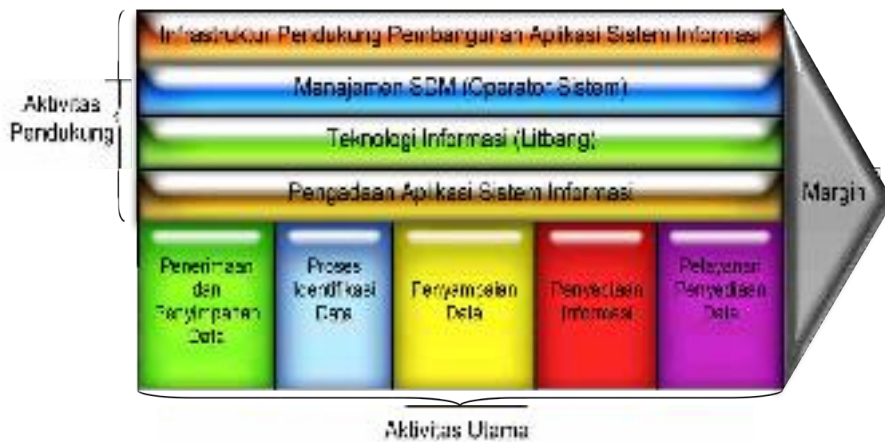 Infrastruktur Pendukung Pembangunan Aplikasi Sistem Informasi
Manajemen SDM (Operator Sistem)
Aktivitas
Pendukung
Teknologi Informasi (Litbang)
Pengadaan Aplikasi Sistem Informasi
Margin
Penerimaan
dan
Penyimpanan
Data
Proses
Identifikasi
Data
Penyampaian
Data
Penyediaan
Informasi
Pelayanan
Penyediaan
Data
Aktivitas Utama